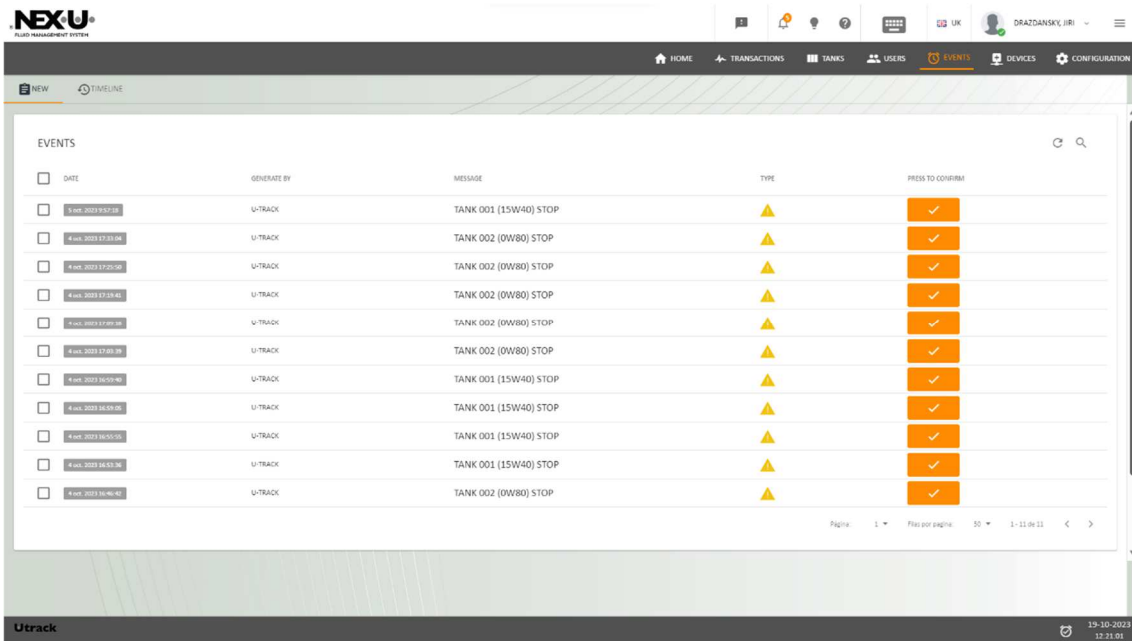 NEX·U·
FLUID MANAGEMENT SYSTEM
UK DRAZDANSKY, JIRI
HOME TRANSACTIONS TANKS USERS EVENTS DEVICES CONFIGURATION
NEW TIMELINE
EVENTS
DATE GENERATE BY MESSAGE TYPE PRESS TO CONFIRM
5 oct. 2023 9:57:18 U-TRACK TANK 001 (15W40) STOP
4 oct. 2023 17:33:04 U-TRACK TANK 002 (0W80) STOP
4 oct. 2023 17:25:50 U-TRACK TANK 002 (0W80) STOP
4 oct. 2023 17:19:41 U-TRACK TANK 002 (0W80) STOP
4 oct. 2023 U-TRACK TANK 002 (0W80) STOP
4 oct. 2023 17:03:39 U-TRACK TANK 002 (0W80) STOP
4 oct. 2023 16:59:40 U-TRACK TANK 001 (15W40) STOP
4 oct. 2023 16:59:05 U-TRACK TANK 001 (15W40) STOP
4 oct. 2023 16:55:55 U-TRACK TANK 001 (15W40) STOP
4 oct. 2023 16:53:36 U-TRACK TANK 001 (15W40) STOP
4 oct. 2023 16:46:42 U-TRACK TANK 002 (0W80) STOP
Página: 1 Filas por página: 50 1 - 11 de 11
Utrack
19-10-2023
12:21:01